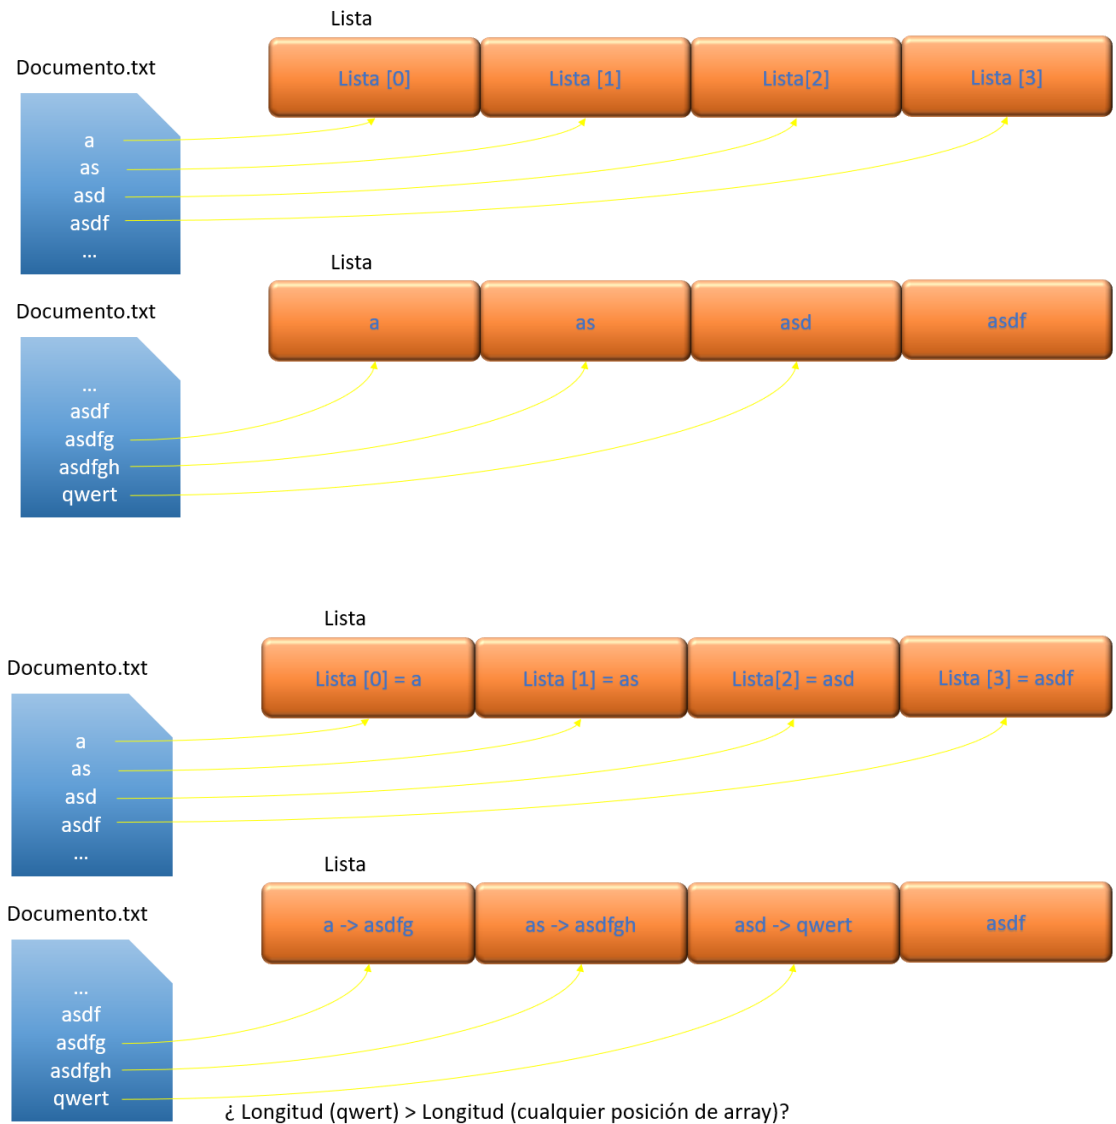 Lista
Documento.txt
Lista [0]
Lista [1]
Lista[2]
Lista [3]
a
as
asd
asdf
...
Lista
Documento.txt
a
as
asd
asdf
...
asdf
asdfg
asdfgh
qwert
Lista
Documento.txt
Lista [0] = a
Lista [1] = as
Lista[2] = asd
Lista [3] = asdf
a
as
asd
asdf
...
Lista
Documento.txt
a -> asdfg
as -> asdfgh
asd -> qwert
asdf
...
asdf
asdfg
asdfgh
qwert
¿ Longitud (qwert) > Longitud (cualquier posición de array)?